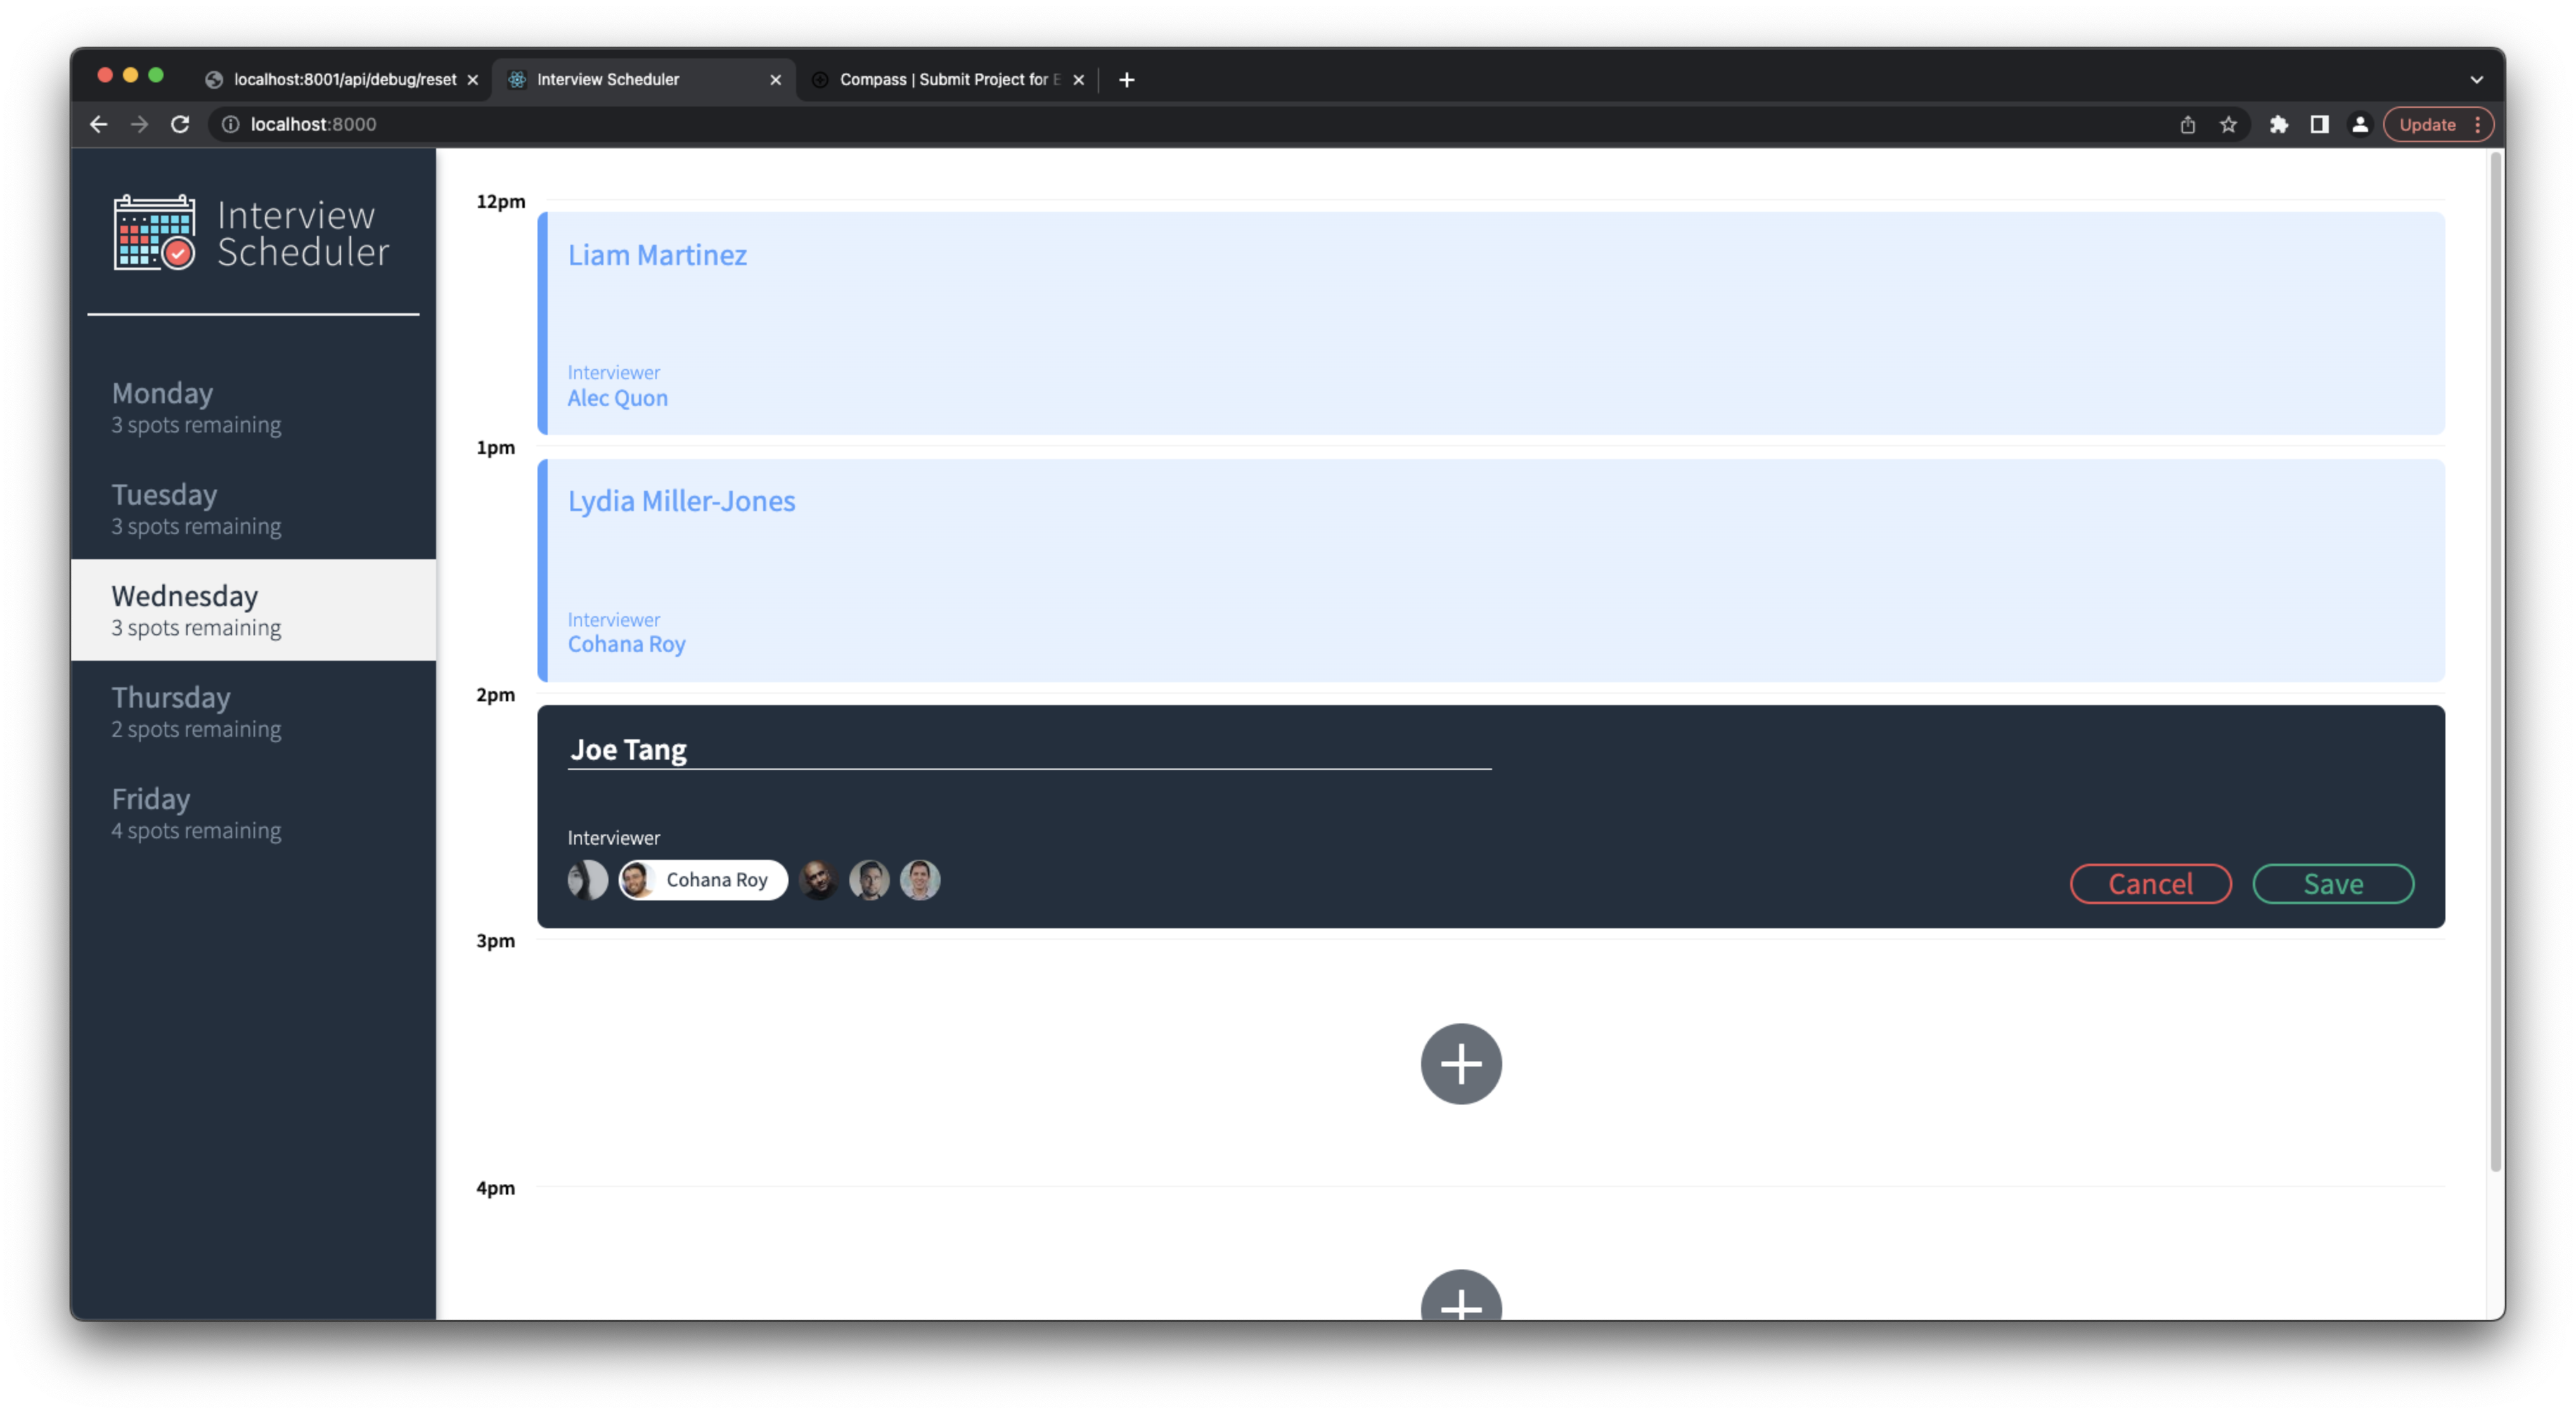 localhost:8001/api/debug/reset
Interview Scheduler
Compass | Submit Project for E
localhost:8000
Update
Interview
Scheduler
Monday
3 spots remaining
Tuesday
3 spots remaining
Wednesday
3 spots remaining
Thursday
2 spots remaining
Friday
4 spots remaining
12pm
Liam Martinez
Interviewer
Alec Quon
1pm
Lydia Miller-Jones
Interviewer
Cohana Roy
2pm
Joe Tang
Interviewer
Cohana Roy
Cancel
Save
3pm
4pm